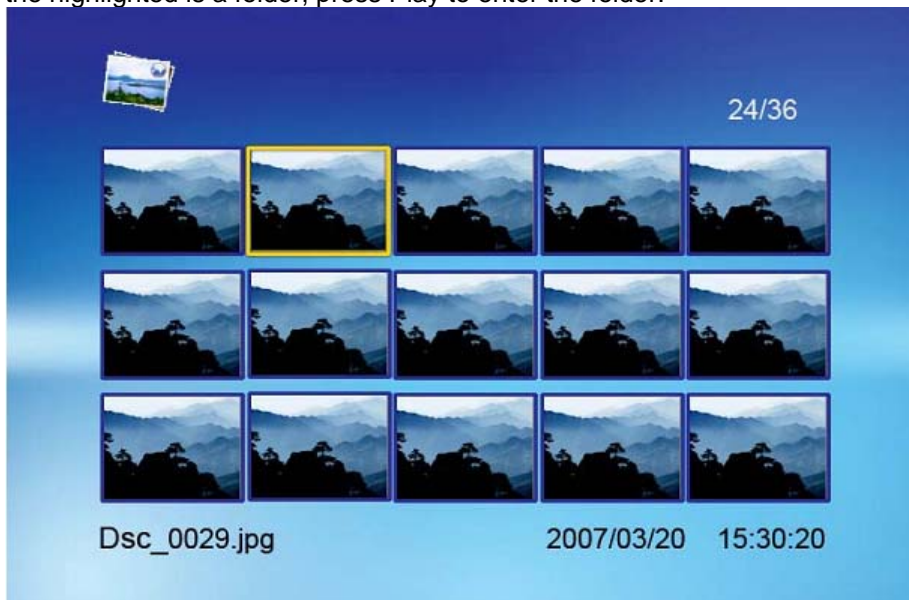 the highlighted is a folder, press Play to enter the folder.
24/36
Dsc_0029.jpg 2007/03/20 15:30:20